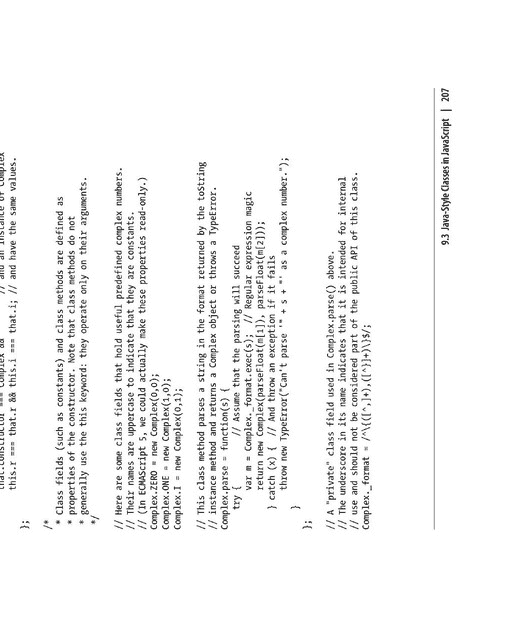 that.constructor === Complex && // and an instance of Complex
this.r === that.r && this.i === that.i; // and have the same values.
};
/*
* Class fields (such as constants) and class methods are defined as
* properties of the constructor. Note that class methods do not
* generally use the this keyword: they operate only on their arguments.
*/
// Here are some class fields that hold useful predefined complex numbers.
// Their names are uppercase to indicate that they are constants.
// (In ECMAScript 5, we could actually make these properties read-only.)
Complex.ZERO = new Complex(0,0);
Complex.ONE = new Complex(1,0);
Complex.I = new Complex(0,1);
// This class method parses a string in the format returned by the toString
// instance method and returns a Complex object or throws a TypeError.
Complex.parse = function(s) {
try { // Assume that the parsing will succeed
var m = Complex._format.exec(s); // Regular expression magic
return new Complex(parseFloat(m[1]), parseFloat(m[2]));
} catch (x) { // And throw an exception if it fails
throw new TypeError("Can't parse '" + s + "' as a complex number.");
}
};
// A "private" class field used in Complex.parse() above.
// The underscore in its name indicates that it is intended for internal
// use and should not be considered part of the public API of this class.
Complex._format = /^\{([^,]+),([^}]+)\}$/;
9.3 Java-Style Classes in JavaScript | 207